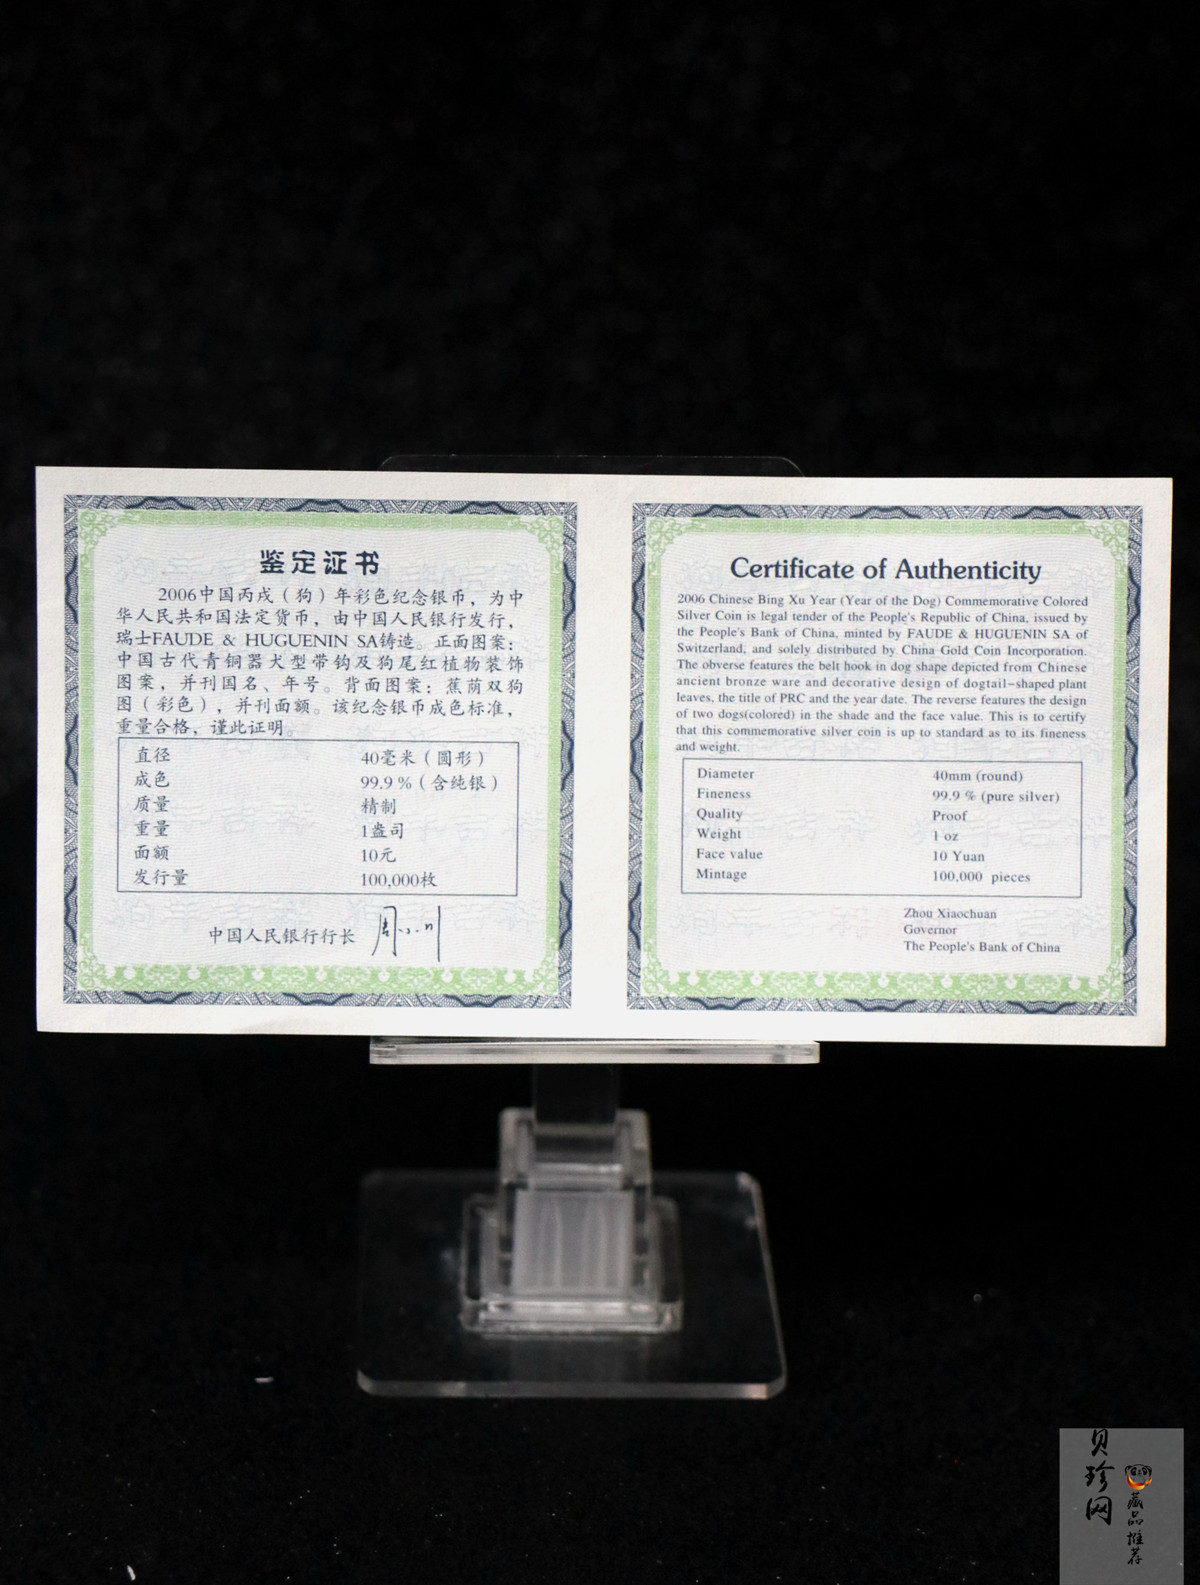 鉴定证书
2006中国丙戌（狗）年彩色纪念银币，为中
华人民共和国法定货币，由中国人民银行发行，
瑞士FAUDE & HUGUENIN SA铸造。正面图案：
中国古代青铜器犬型带钩及狗尾红植物装饰
图案，并刊国名、年号。背面图案：蕉荫双狗
图（彩色），并刊面额。该纪念银币成色标准，
重量合格，谨此证明。
直径 40毫米（圆形）
成色 99.9％（含纯银）
质量 精制
重量 1盎司
面额 10元
发行量 100,000枚
中国人民银行行长 周小川
Certificate of Authenticity
2006 Chinese Bing Xu Year (Year of the Dog) Commemorative Colored
Silver Coin is legal tender of the People's Republic of China, issued by
the People's Bank of China, minted by FAUDE & HUGUENIN SA of
Switzerland, and solely distributed by China Gold Coin Incorporation.
The obverse features the belt hook in dog shape depicted from Chinese
ancient bronze ware and decorative design of dogtail-shaped plant
leaves, the title of PRC and the year date. The reverse features the design
of two dogs(colored) in the shade and the face value. This is to certify
that this commemorative silver coin is up to standard as to its fineness
and weight.
Diameter 40mm (round)
Fineness 99.9 % (pure silver)
Quality Proof
Weight 1 oz
Face value 10 Yuan
Mintage 100,000 pieces
Zhou Xiaochuan
Governor
The People's Bank of China
贝珍网
藏品推荐